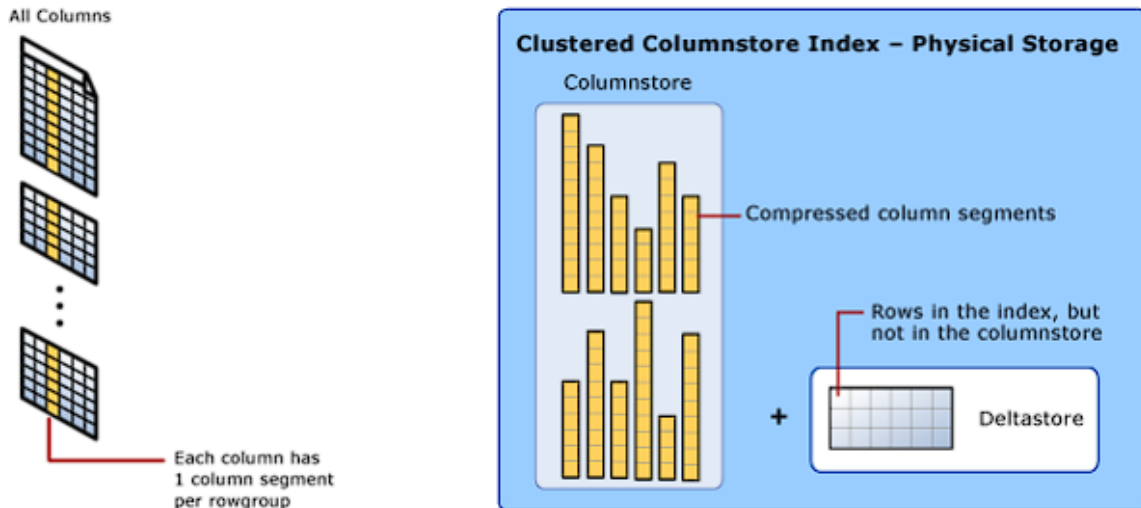 All Columns
Each column has
1 column segment
per rowgroup
Clustered Columnstore Index – Physical Storage
Columnstore
Compressed column segments
Rows in the index, but
not in the columnstore
+
Deltastore